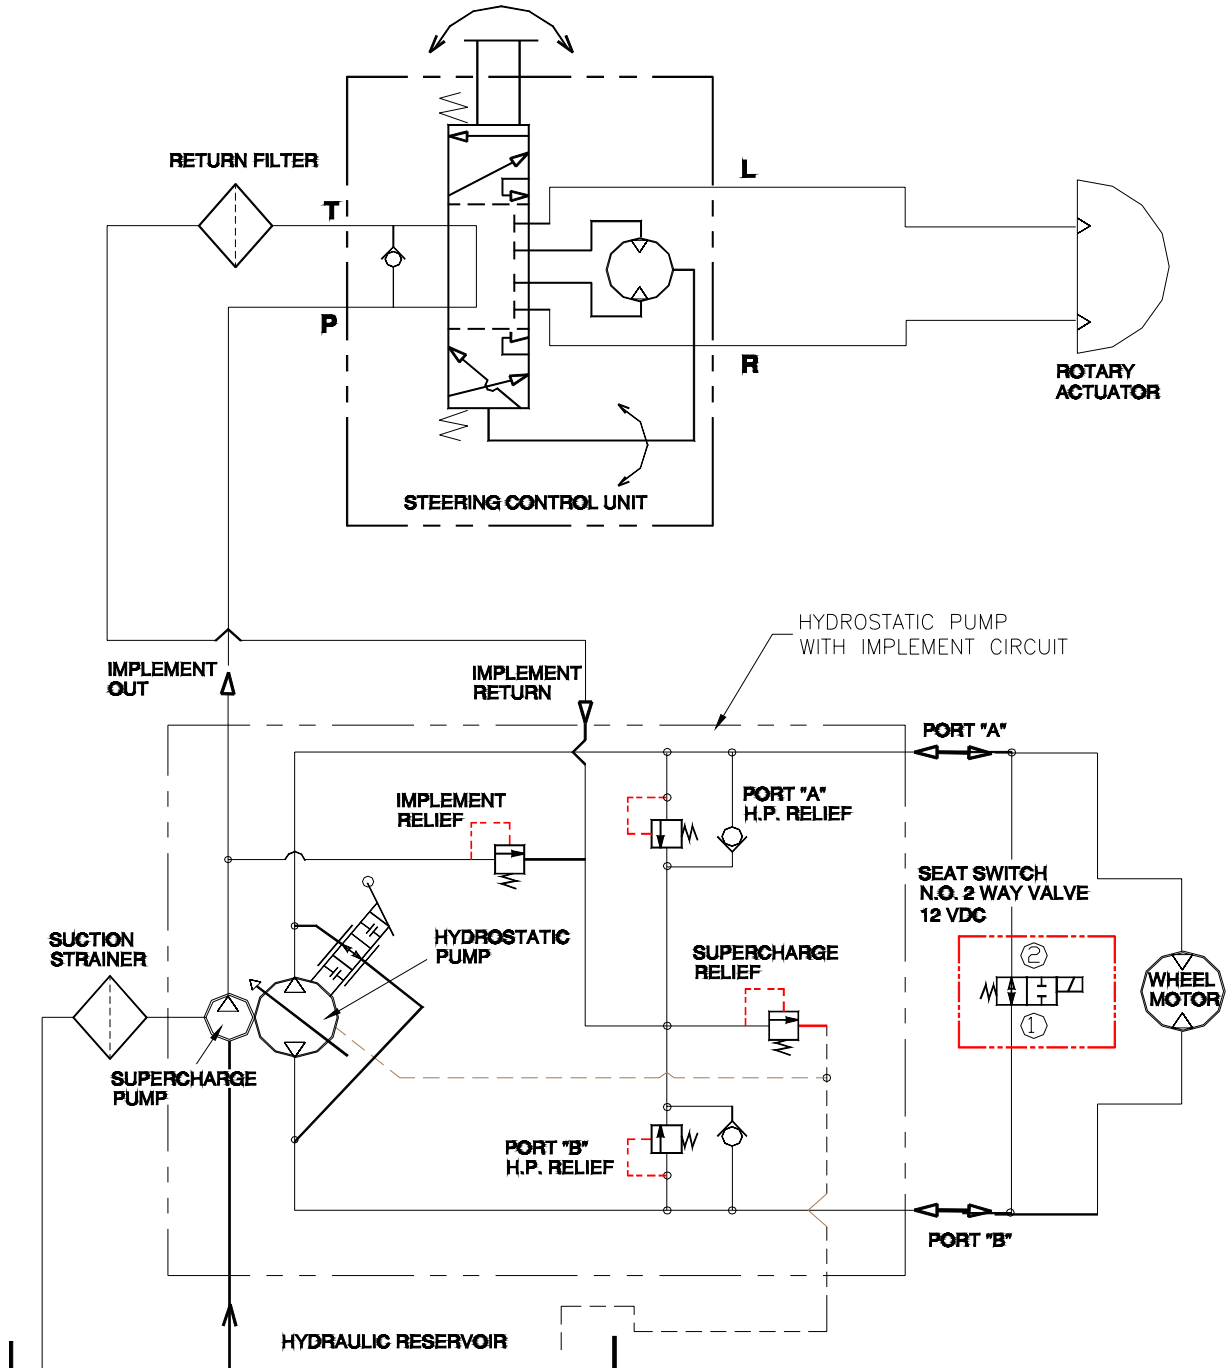 RETURN FILTER
T
P
L
R
ROTARY
ACTUATOR
STEERING CONTROL UNIT
HYDROSTATIC PUMP
WITH IMPLEMENT CIRCUIT
IMPLEMENT
OUT
IMPLEMENT
RETURN
PORT "A"
IMPLEMENT
RELIEF
PORT "A"
H.P. RELIEF
SEAT SWITCH
N.O. 2 WAY VALVE
12 VDC
SUCTION
STRAINER
HYDROSTATIC
PUMP
SUPERCHARGE
RELIEF
2
1
WHEEL
MOTOR
SUPERCHARGE
PUMP
PORT "B"
H.P. RELIEF
PORT "B"
HYDRAULIC RESERVOIR